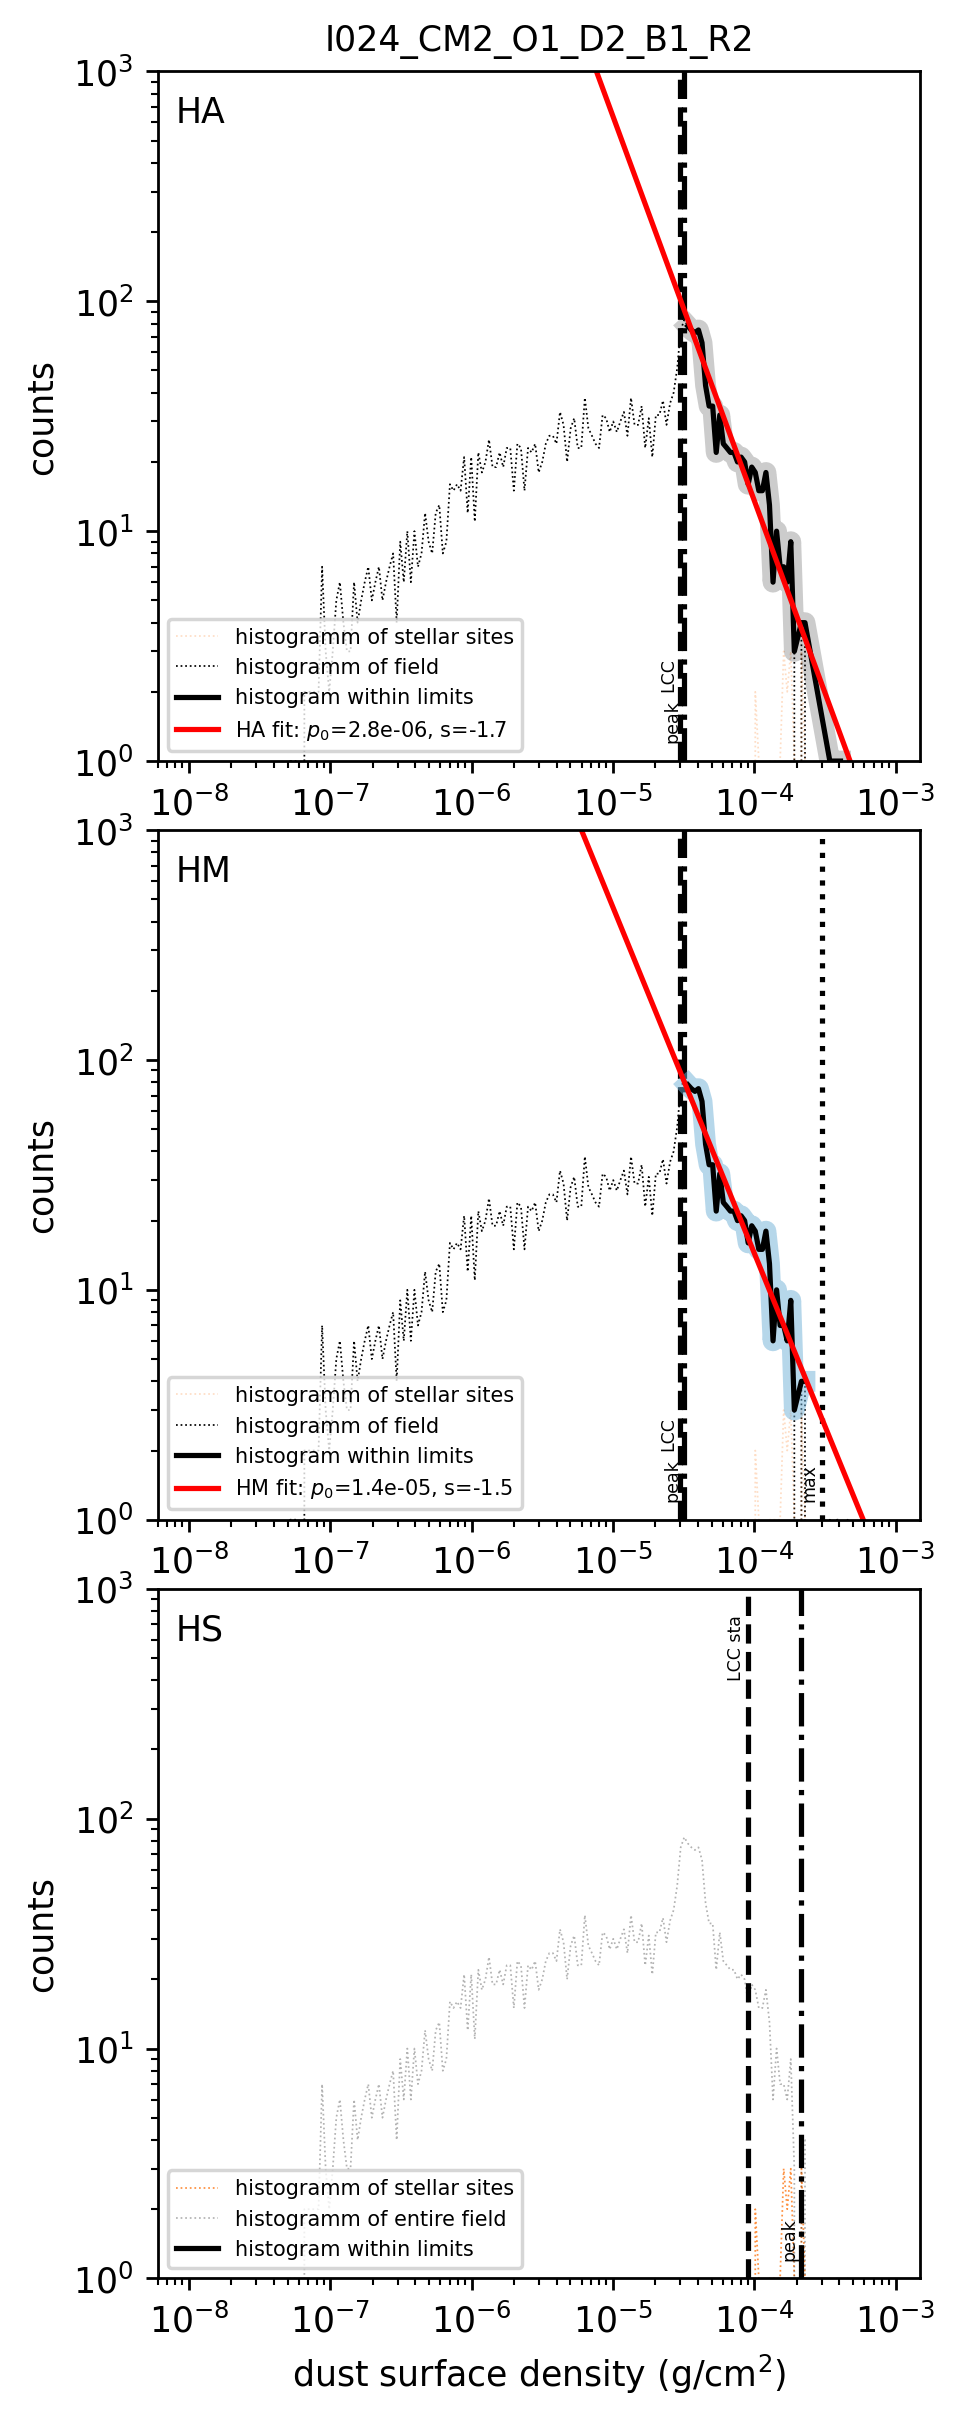 I024_CM2_O1_D2_B1_R2
10³
HA
10²
counts
10¹
peak LCC
histogramm of stellar sites
histogramm of field
histogram within limits
HA fit: p₀=2.8e-06, s=-1.7
10⁰
10⁻⁸ 10⁻⁷ 10⁻⁶ 10⁻⁵ 10⁻⁴ 10⁻³
10³
HM
10²
counts
10¹
peak LCC
max
histogramm of stellar sites
histogramm of field
histogram within limits
HM fit: p₀=1.4e-05, s=-1.5
10⁰
10⁻⁸ 10⁻⁷ 10⁻⁶ 10⁻⁵ 10⁻⁴ 10⁻³
10³
HS
LCC sta
10²
counts
10¹
peak
histogramm of stellar sites
histogramm of entire field
histogram within limits
10⁰
10⁻⁸ 10⁻⁷ 10⁻⁶ 10⁻⁵ 10⁻⁴ 10⁻³
dust surface density (g/cm²)